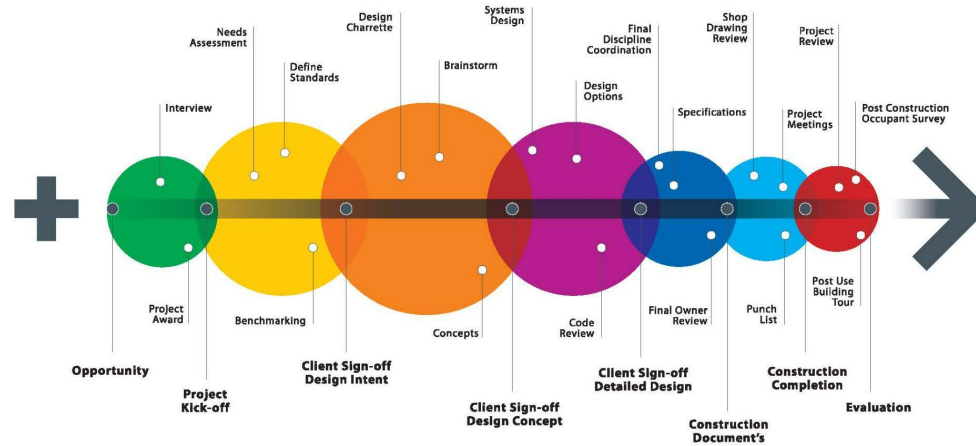 Interview
Needs
Assessment
Define
Standards
Design
Charrette
Brainstorm
Systems
Design
Design
Options
Final
Discipline
Coordination
Specifications
Shop
Drawing
Review
Project
Meetings
Project
Review
Post Construction
Occupant Survey
Project
Award
Benchmarking
Concepts
Code
Review
Final Owner
Review
Punch
List
Post Use
Building
Tour
Opportunity
Project
Kick-off
Client Sign-off
Design Intent
Client Sign-off
Design Concept
Client Sign-off
Detailed Design
Construction
Document's
Construction
Completion
Evaluation